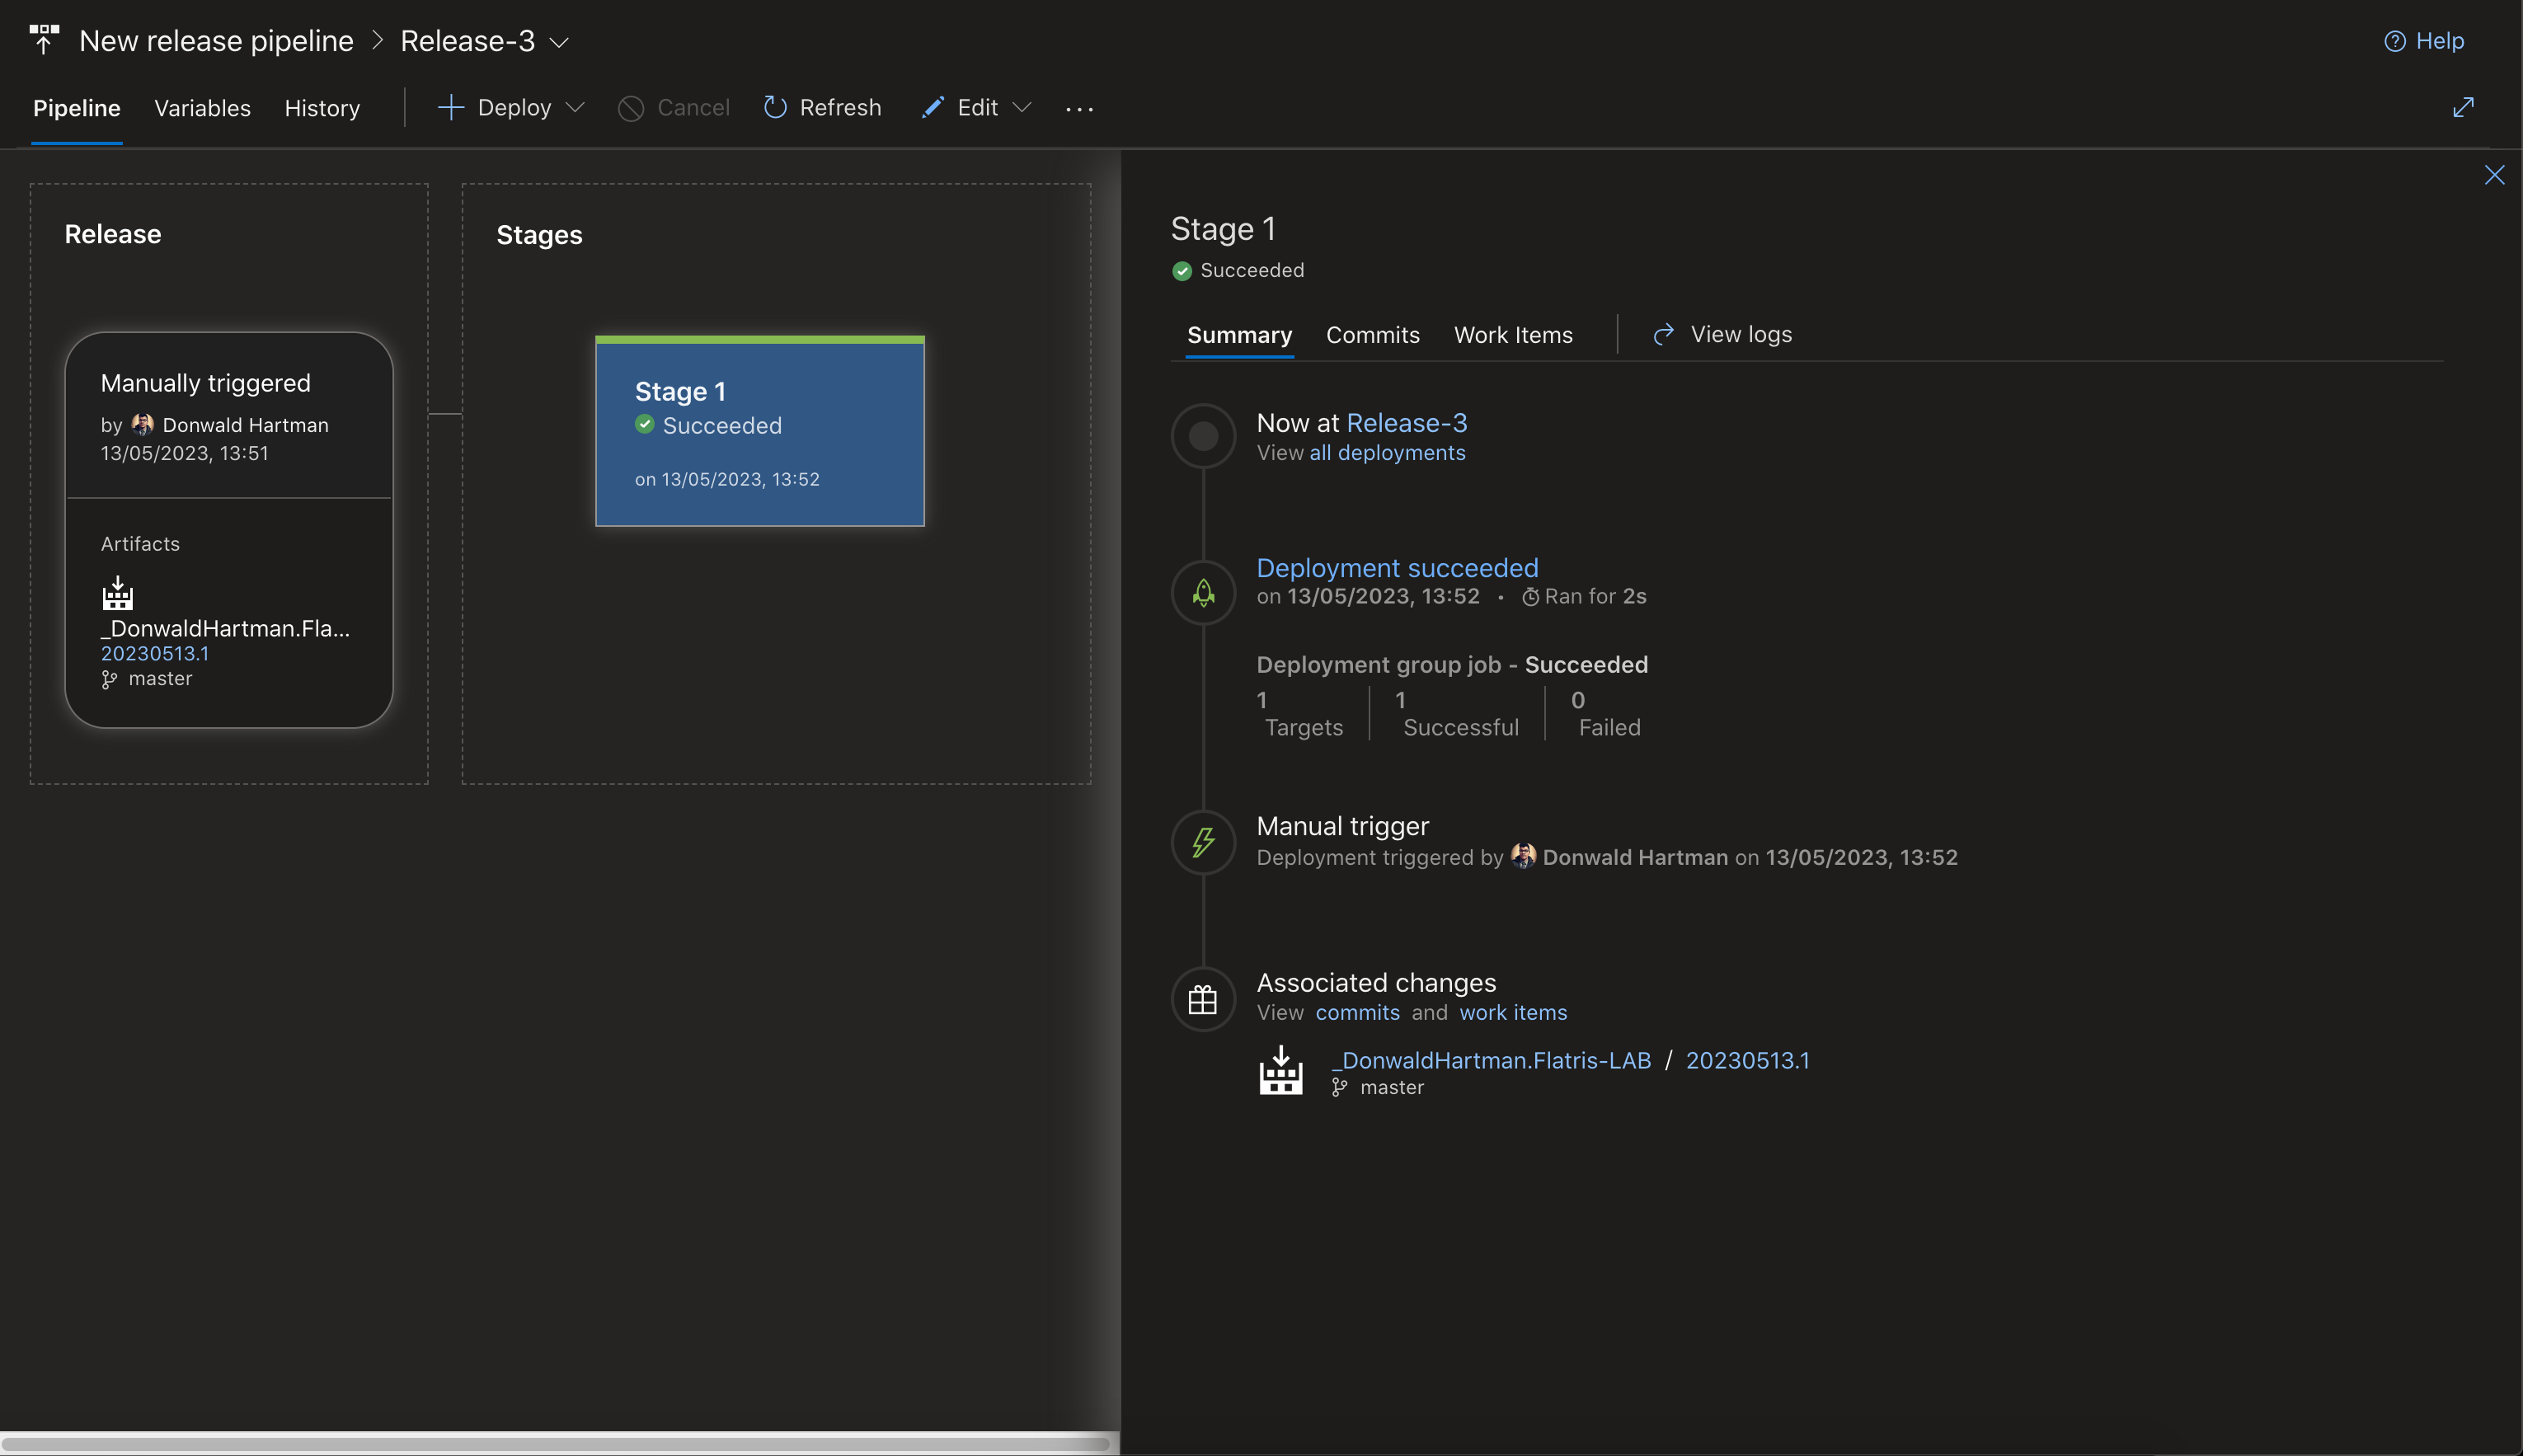 New release pipeline > Release-3
Help
Pipeline Variables History Deploy Cancel Refresh Edit ...
Release
Manually triggered
by Donwald Hartman
13/05/2023, 13:51
Artifacts
_DonwaldHartman.Fla...
20230513.1
master
Stages
Stage 1
Succeeded
on 13/05/2023, 13:52
Stage 1
Succeeded
Summary Commits Work Items View logs
Now at Release-3
View all deployments
Deployment succeeded
on 13/05/2023, 13:52 • Ran for 2s
Deployment group job - Succeeded
1 1 0
Targets Successful Failed
Manual trigger
Deployment triggered by Donwald Hartman on 13/05/2023, 13:52
Associated changes
View commits and work items
_DonwaldHartman.Flatris-LAB / 20230513.1
master